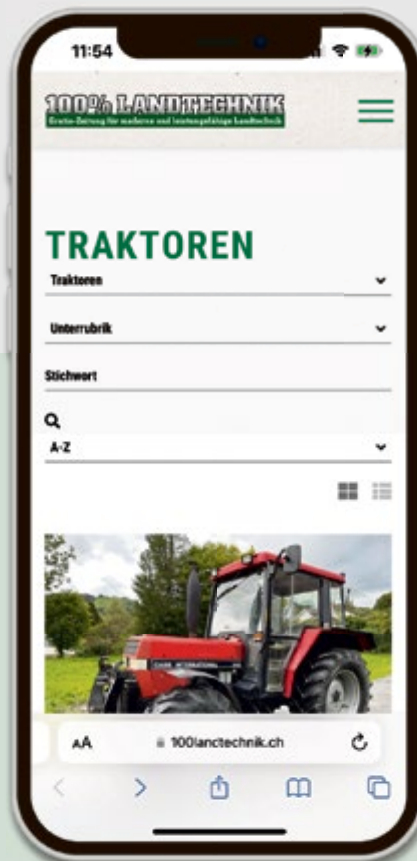 11:54
100% LANDTECHNIK
Gratis-Zeitung für moderne und leistungsfähige Landtechnik
TRAKTOREN
Traktoren
Unterrubrik
Stichwort
A-Z
CASE INTERNATIONAL
AA
100lanctechnik.ch